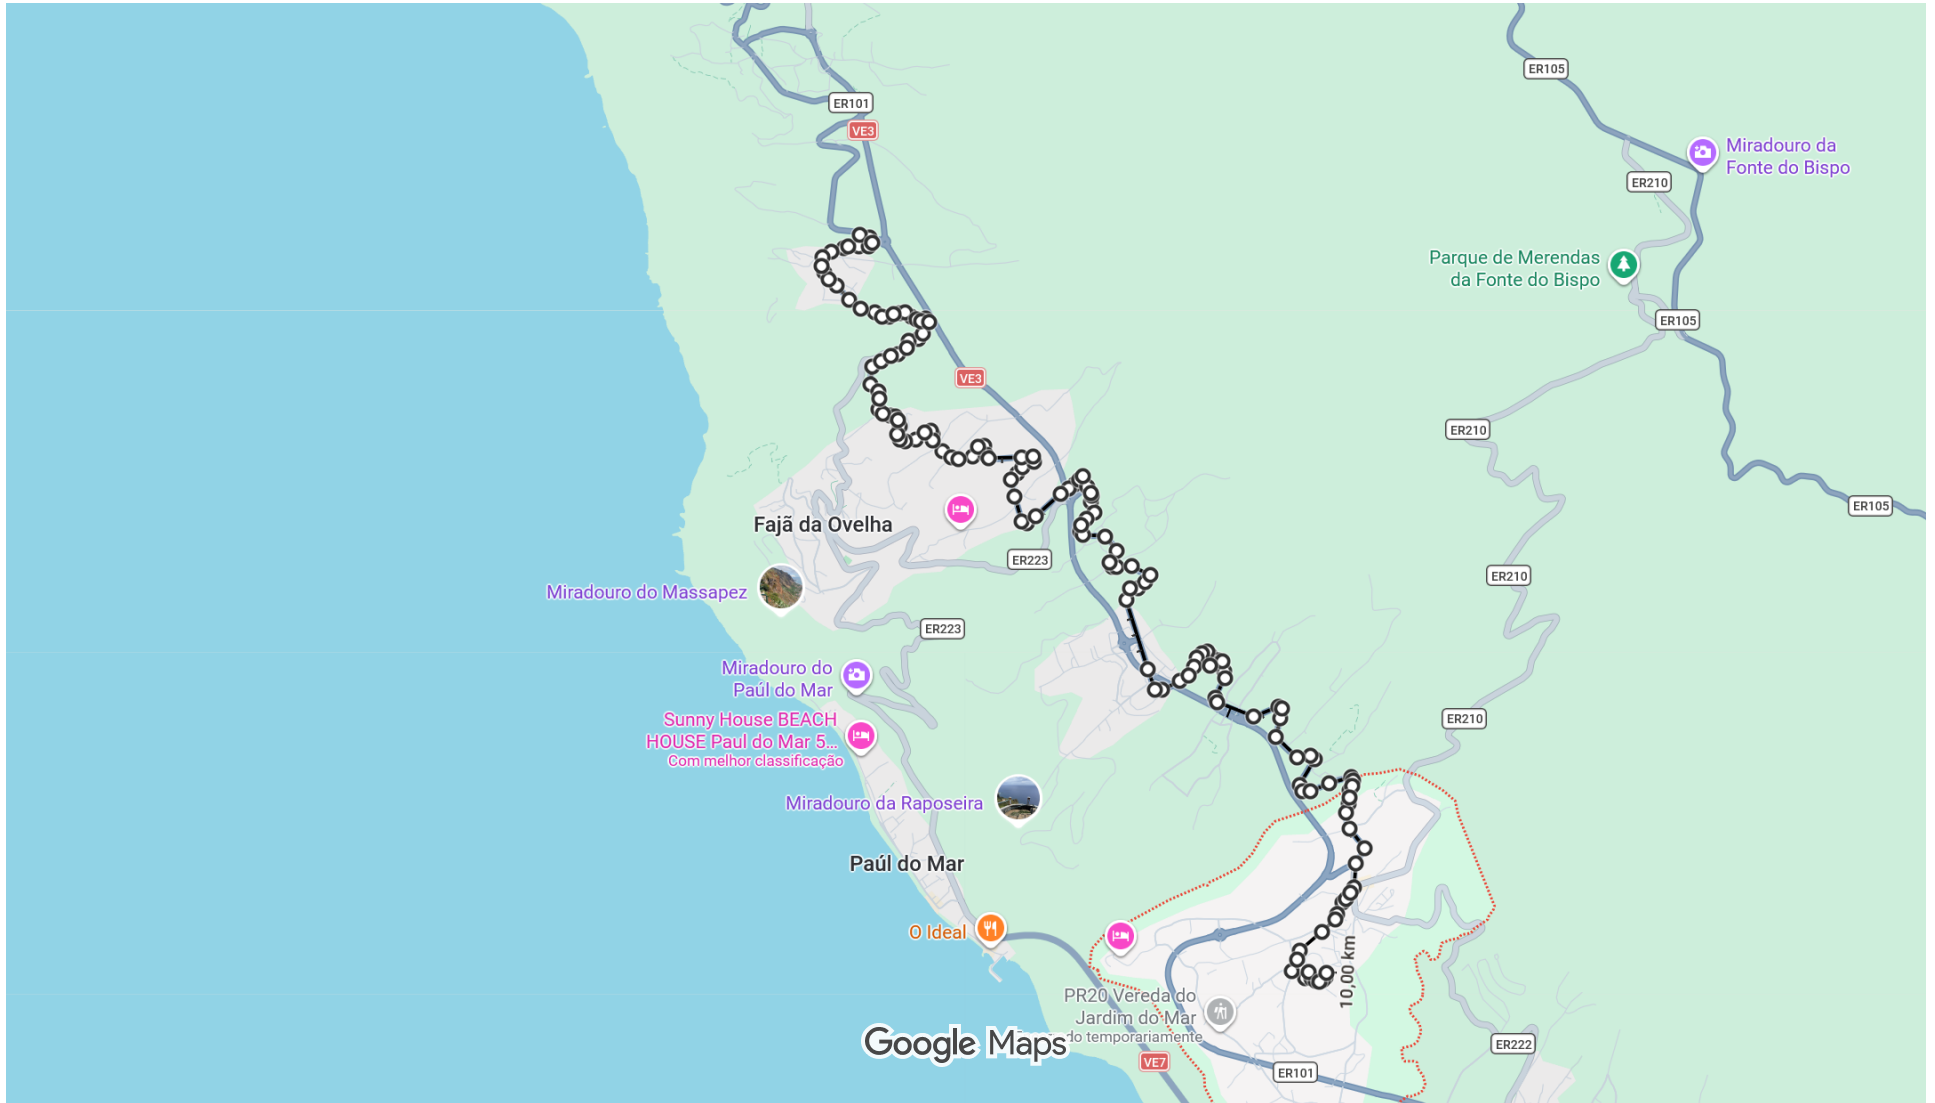 ER105
ER101
VE3
Miradouro da
Fonte do Bispo
ER210
Parque de Merendas
da Fonte do Bispo
ER105
VE3
ER210
ER105
Fajã da Ovelha
ER223
ER210
Miradouro do Massapez
ER223
Miradouro do
Paúl do Mar
Sunny House BEACH
HOUSE Paul do Mar 5...
Com melhor classificação
ER210
Miradouro da Raposeira
Paúl do Mar
O Ideal
10,00 km
PR20 Vereda do
Jardim do Mar
do temporariamente
Google Maps
VE7
ER222
ER101